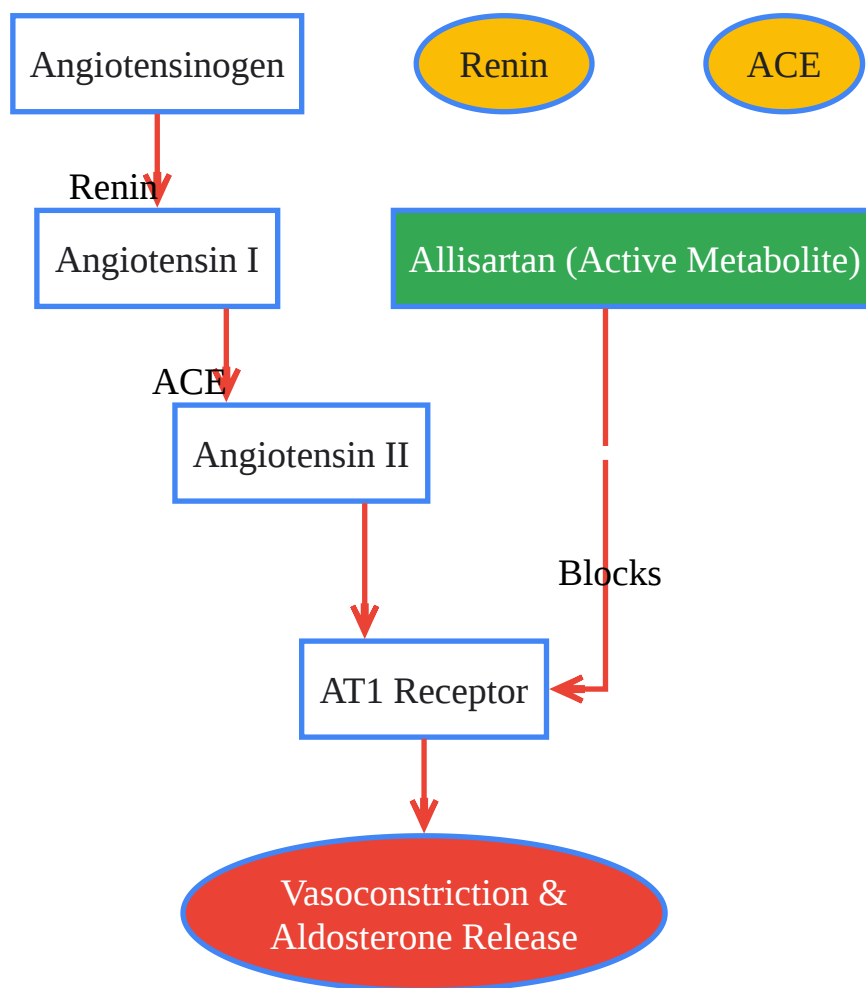 Angiotensinogen
Renin
ACE
Renin
Angiotensin I
Allisartan (Active Metabolite)
ACE
Angiotensin II
Blocks
AT1 Receptor
Vasoconstriction &
Aldosterone Release